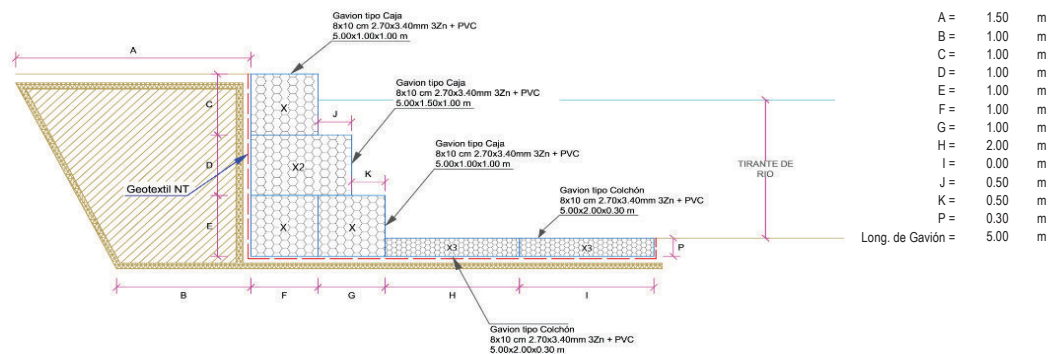 Gavion tipo Caja
8x10 cm 2.70x3.40mm 3Zn + PVC
5.00x1.00x1.00 m
A
Gavion tipo Caja
8x10 cm 2.70x3.40mm 3Zn + PVC
5.00x1.50x1.00 m
C
X
J
Gavion tipo Caja
8x10 cm 2.70x3.40mm 3Zn + PVC
5.00x1.00x1.00 m
D
X2
K
TIRANTE DE
RIO
Geotextil NT
Gavion tipo Colchón
8x10 cm 2.70x3.40mm 3Zn + PVC
5.00x2.00x0.30 m
E
X
X
X3
X3
P
B
F
G
H
I
Gavion tipo Colchón
8x10 cm 2.70x3.40mm 3Zn + PVC
5.00x2.00x0.30 m
A = 1.50 m
B = 1.00 m
C = 1.00 m
D = 1.00 m
E = 1.00 m
F = 1.00 m
G = 1.00 m
H = 2.00 m
I = 0.00 m
J = 0.50 m
K = 0.50 m
P = 0.30 m
Long. de Gavión = 5.00 m